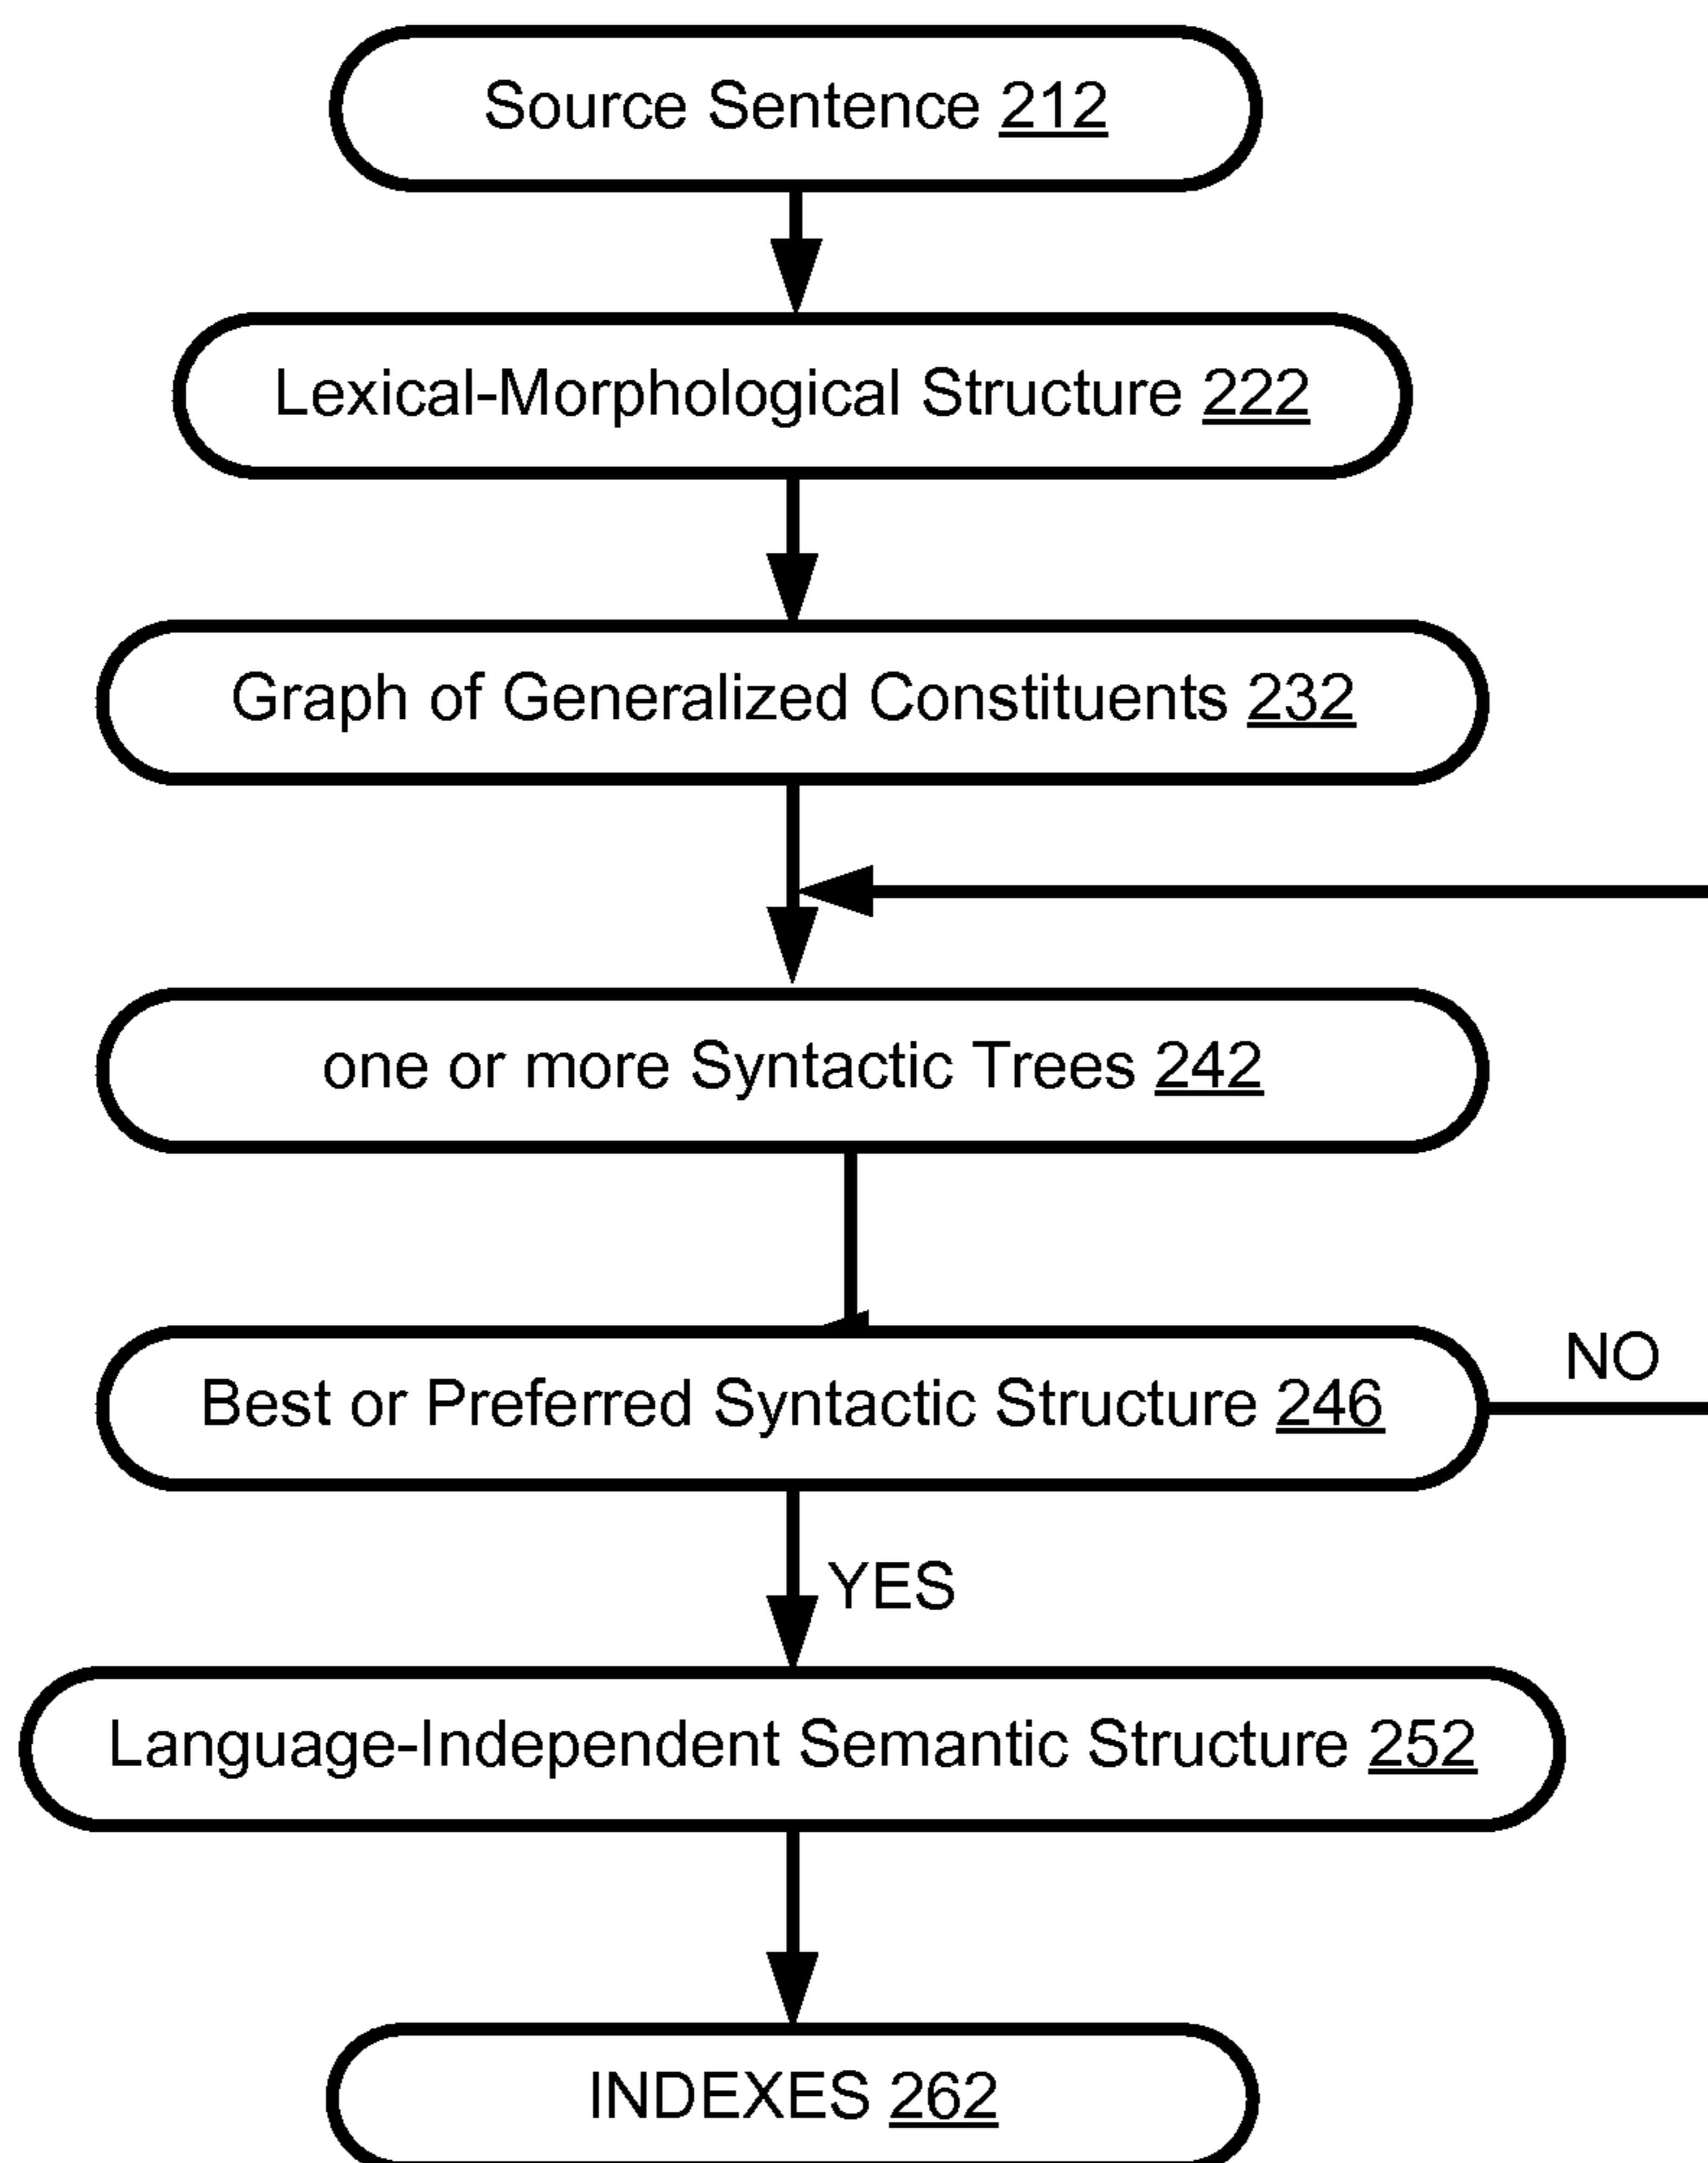 Source Sentence 212
Lexical-Morphological Structure 222
Graph of Generalized Constituents 232
one or more Syntactic Trees 242
NO
Best or Preferred Syntactic Structure 246
YES
Language-Independent Semantic Structure 252
INDEXES 262